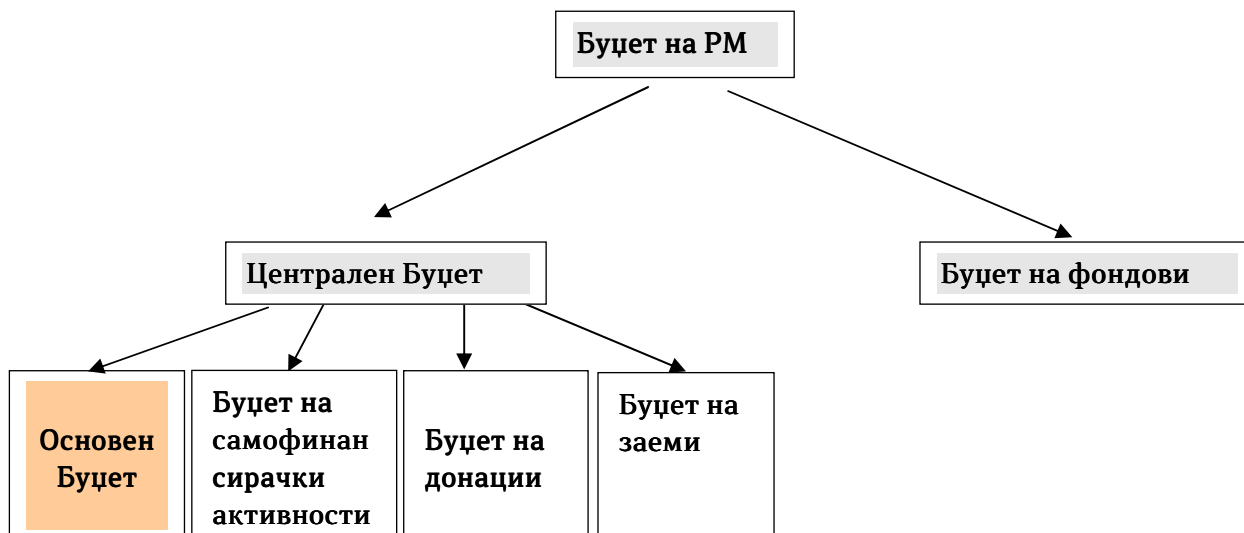 Буџет на РМ
Централен Буџет
Буџет на фондови
Основен
Буџет
Буџет на
самофинан
сирачки
активности
Буџет на
донации
Буџет на
заеми